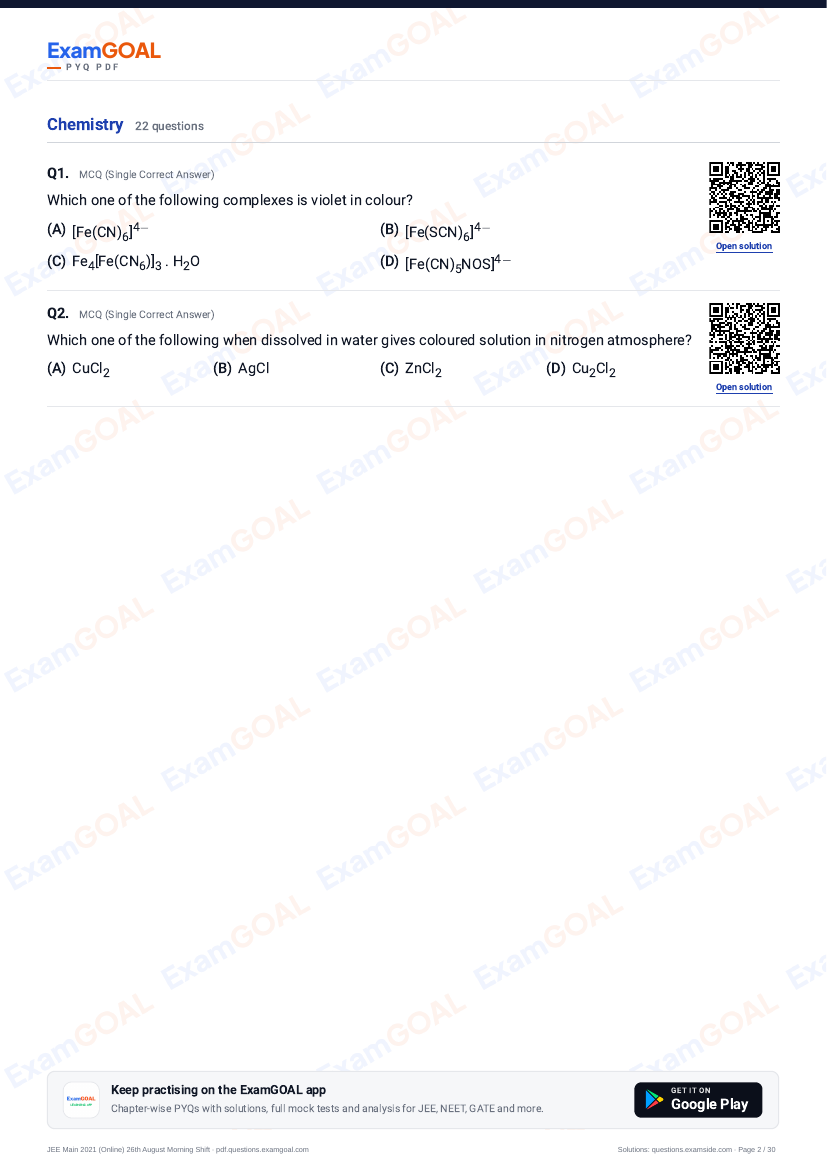 ExamGOAL
PYQ PDF
Chemistry 22 questions
Q1. MCQ (Single Correct Answer)
Which one of the following complexes is violet in colour?
(A) [Fe(CN)₆]⁴⁻ (B) [Fe(SCN)₆]⁴⁻
Open solution
(C) Fe₄[Fe(CN₆)]₃ . H₂O (D) [Fe(CN)₅NOS]⁴⁻
Q2. MCQ (Single Correct Answer)
Which one of the following when dissolved in water gives coloured solution in nitrogen atmosphere?
(A) CuCl₂ (B) AgCl (C) ZnCl₂ (D) Cu₂Cl₂
Open solution
Keep practising on the ExamGOAL app
Chapter-wise PYQs with solutions, full mock tests and analysis for JEE, NEET, GATE and more.
GET IT ON
Google Play
JEE Main 2021 (Online) 26th August Morning Shift · pdf.questions.examgoal.com Solutions: questions.examside.com · Page 2 / 30